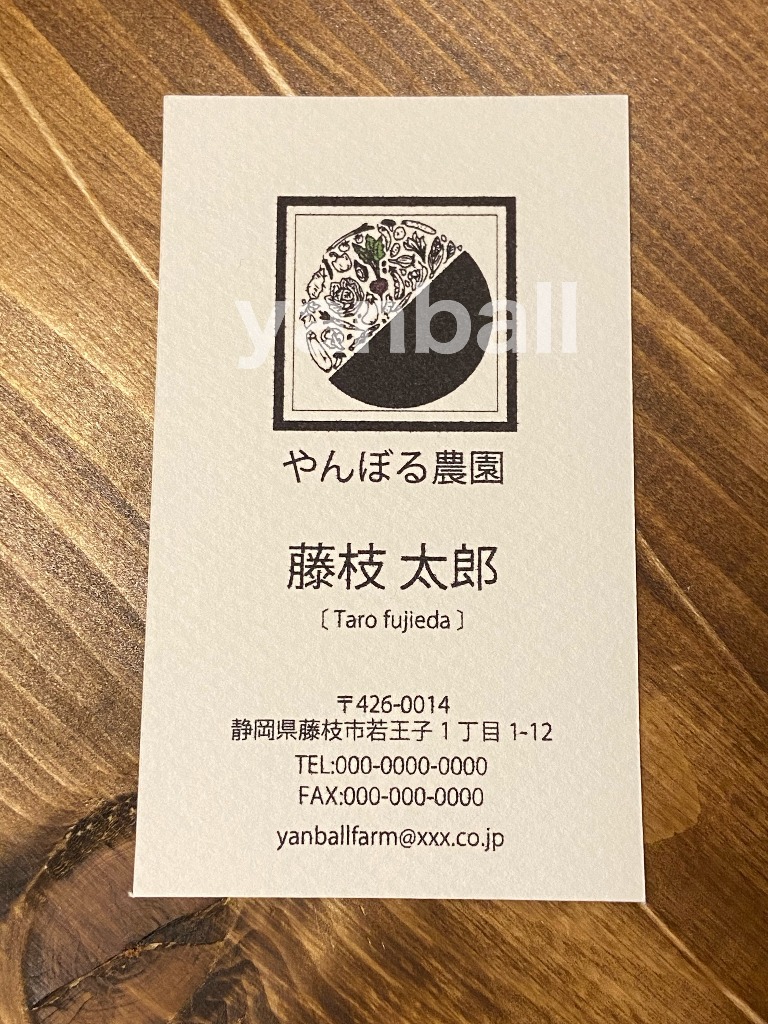 yanball
やんぼる農園
藤枝 太郎
〔 Taro fujieda 〕
〒426-0014
静岡県藤枝市若王子 1 丁目 1-12
TEL:000-0000-0000
FAX:000-000-0000
yanballfarm@xxx.co.jp